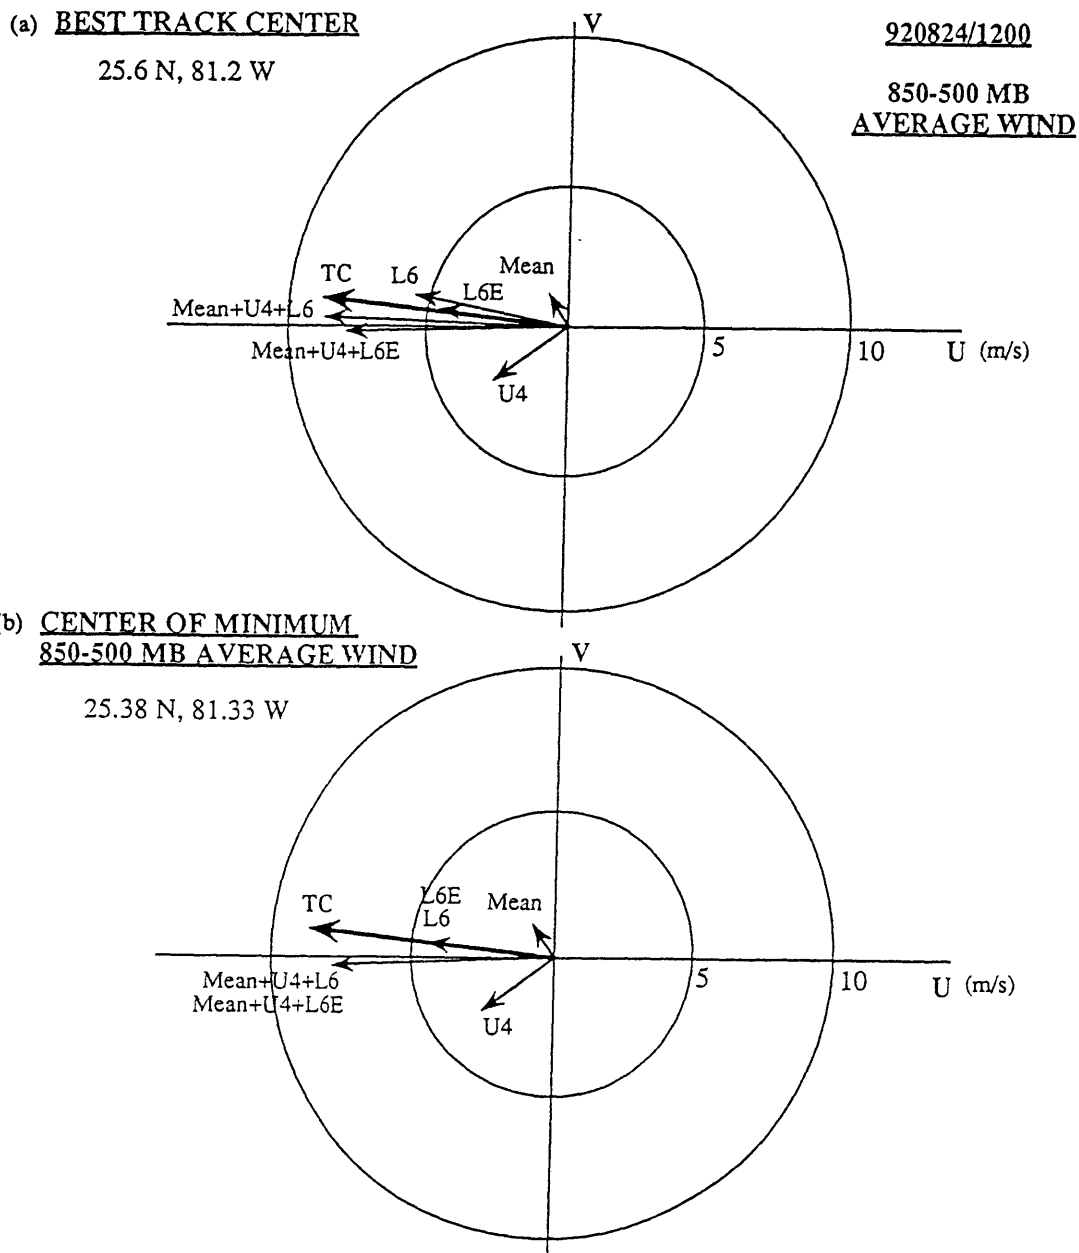 (a) BEST TRACK CENTER
25.6 N, 81.2 W
V
920824/1200
850-500 MB
AVERAGE WIND
TC
L6
L6E
Mean
Mean+U4+L6
Mean+U4+L6E
U4
5
10
U (m/s)
b) CENTER OF MINIMUM
850-500 MB AVERAGE WIND
25.38 N, 81.33 W
V
TC
L6E
L6
Mean
Mean+U4+L6
Mean+U4+L6E
U4
5
10
U (m/s)